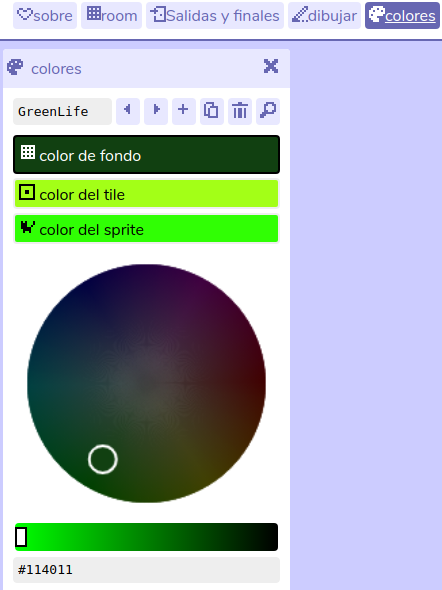 sobre room Salidas y finales dibujar colores
colores
GreenLife
color de fondo
color del tile
color del sprite
#114011